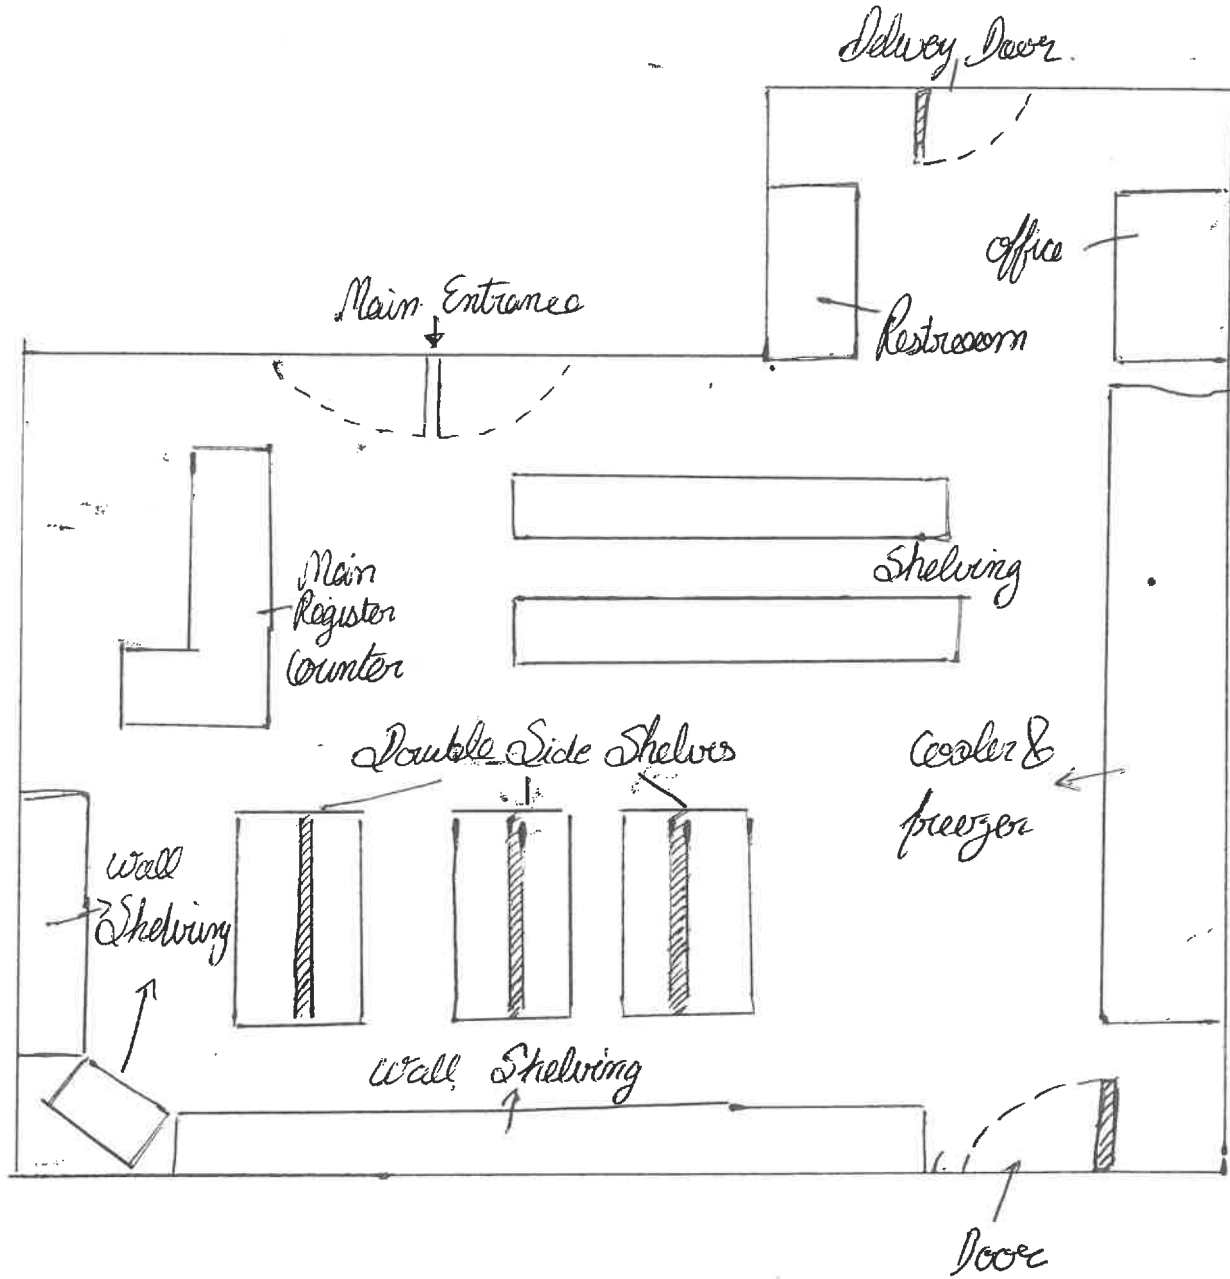 Delivery Door.
office
Restroom
Main Entrance
Shelving
Main
Register
Counter
Double Side Shelves
Cooler &
freezer
Wall
Shelving
Wall Shelving
Door